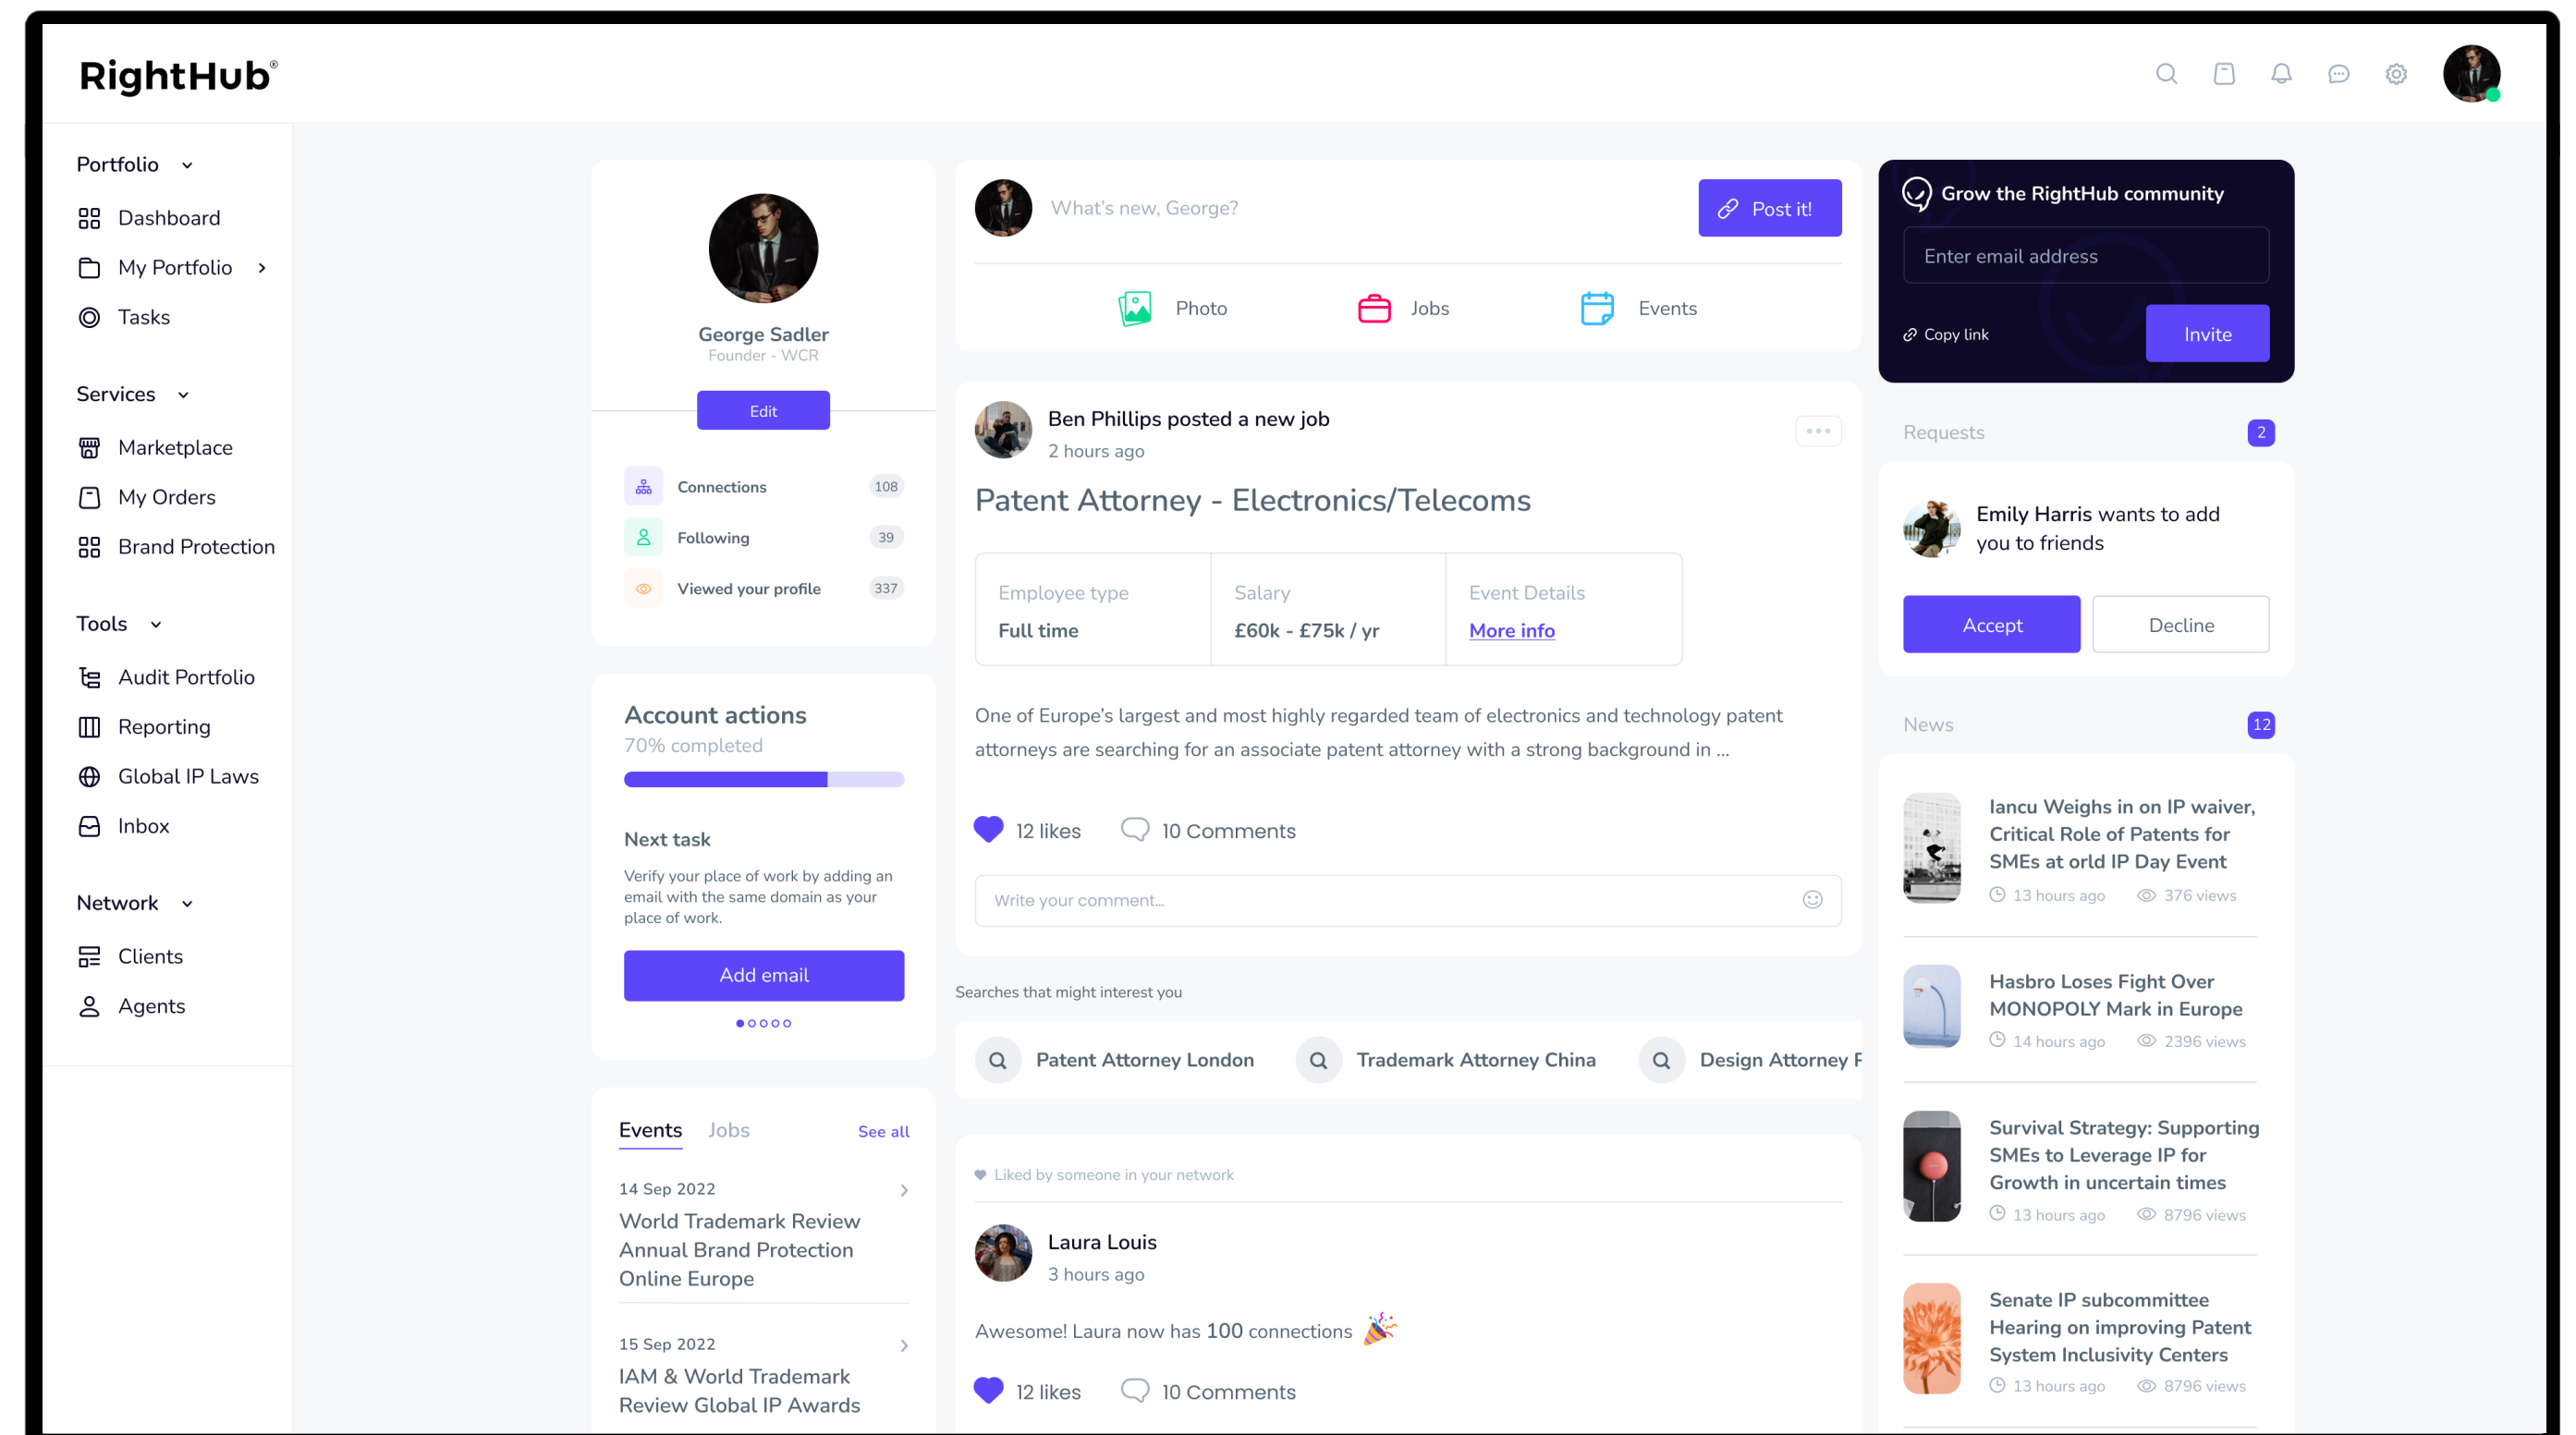 RightHub®
Portfolio
Dashboard
My Portfolio
Tasks
Services
Marketplace
My Orders
Brand Protection
Tools
Audit Portfolio
Reporting
Global IP Laws
Inbox
Network
Clients
Agents
George Sadler
Founder - WCR
Edit
Connections 108
Following 39
Viewed your profile 337
Account actions
70% completed
Next task
Verify your place of work by adding an
email with the same domain as your
place of work.
Add email
Events Jobs See all
14 Sep 2022
World Trademark Review
Annual Brand Protection
Online Europe
15 Sep 2022
IAM & World Trademark
Review Global IP Awards
What's new, George?
Post it!
Photo Jobs Events
Ben Phillips posted a new job
2 hours ago
Patent Attorney - Electronics/Telecoms
Employee type Salary Event Details
Full time £60k - £75k / yr More info
One of Europe's largest and most highly regarded team of electronics and technology patent
attorneys are searching for an associate patent attorney with a strong background in ...
12 likes 10 Comments
Write your comment...
Searches that might interest you
Patent Attorney London Trademark Attorney China Design Attorney
Liked by someone in your network
Laura Louis
3 hours ago
Awesome! Laura now has 100 connections
12 likes 10 Comments
Grow the RightHub community
Enter email address
Copy link Invite
Requests 2
Emily Harris wants to add
you to friends
Accept Decline
News 12
Iancu Weighs in on IP waiver,
Critical Role of Patents for
SMEs at orld IP Day Event
13 hours ago 376 views
Hasbro Loses Fight Over
MONOPOLY Mark in Europe
14 hours ago 2396 views
Survival Strategy: Supporting
SMEs to Leverage IP for
Growth in uncertain times
13 hours ago 8796 views
Senate IP subcommittee
Hearing on improving Patent
System Inclusivity Centers
13 hours ago 8796 views